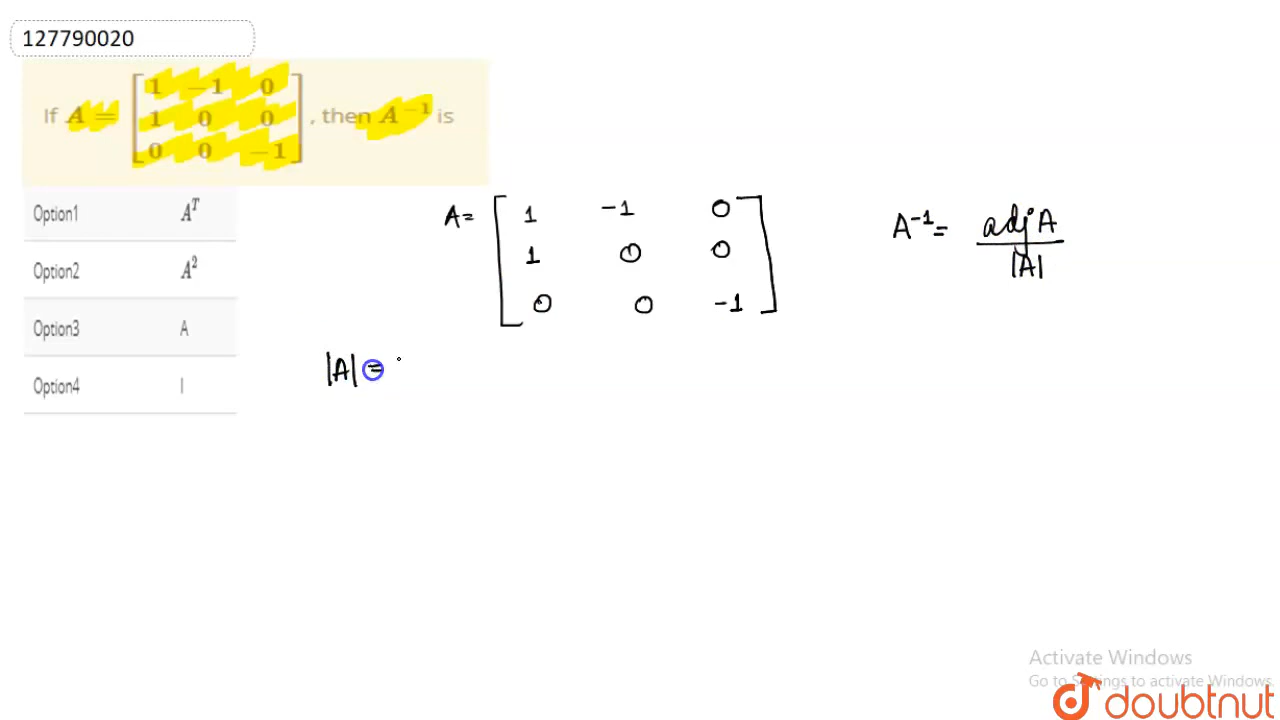 127790020
If A = [1 −1 0
1 0 0
0 0 −1], then A⁻¹ is
Option1 Aᵀ
Option2 A²
Option3 A
Option4 I
A= [1 -1 0
1 0 0
0 0 -1]
A⁻¹= adj A
|A|
|A| =
Activate Windows
Go to Settings to activate Windows.
doubtnut